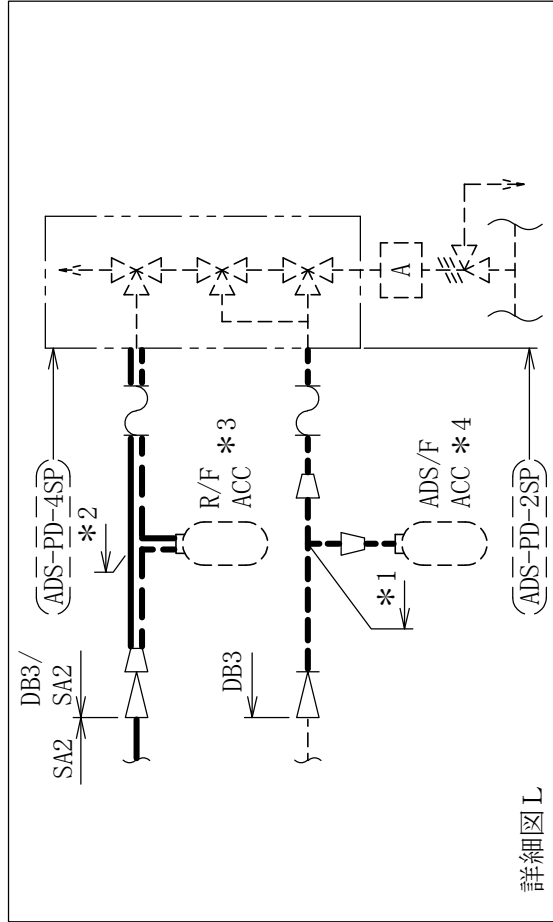 ADS-PD-4SP
ADS-PD-2SP
DB3/
SA2
SA2
*2
R/F
ACC
*3
DB3
*1
ADS/F
ACC
*4
A
詳細図L